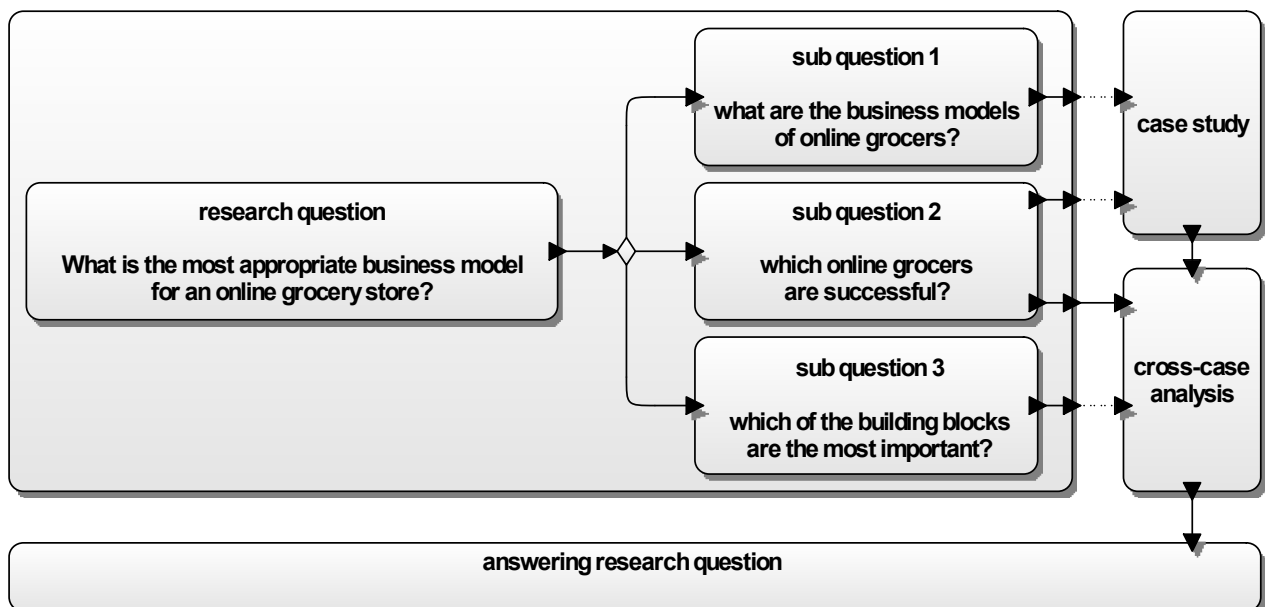 research question
What is the most appropriate business model
for an online grocery store?
sub question 1
what are the business models
of online grocers?
sub question 2
which online grocers
are successful?
sub question 3
which of the building blocks
are the most important?
case study
cross-case
analysis
answering research question